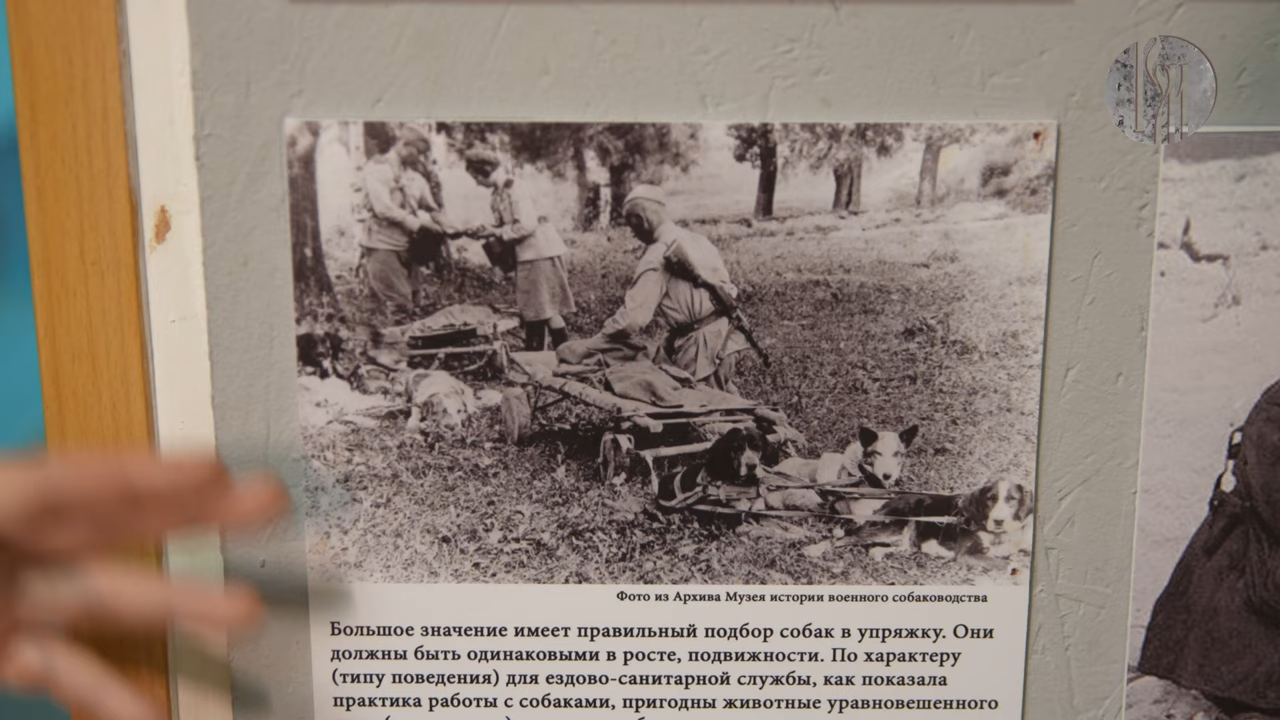 Фото из Архива Музея истории военного собаководства
Большое значение имеет правильный подбор собак в упряжку. Они
должны быть одинаковыми в росте, подвижности. По характеру
(типу поведения) для ездово-санитарной службы, как показала
практика работы с собаками, пригодны животные уравновешенного